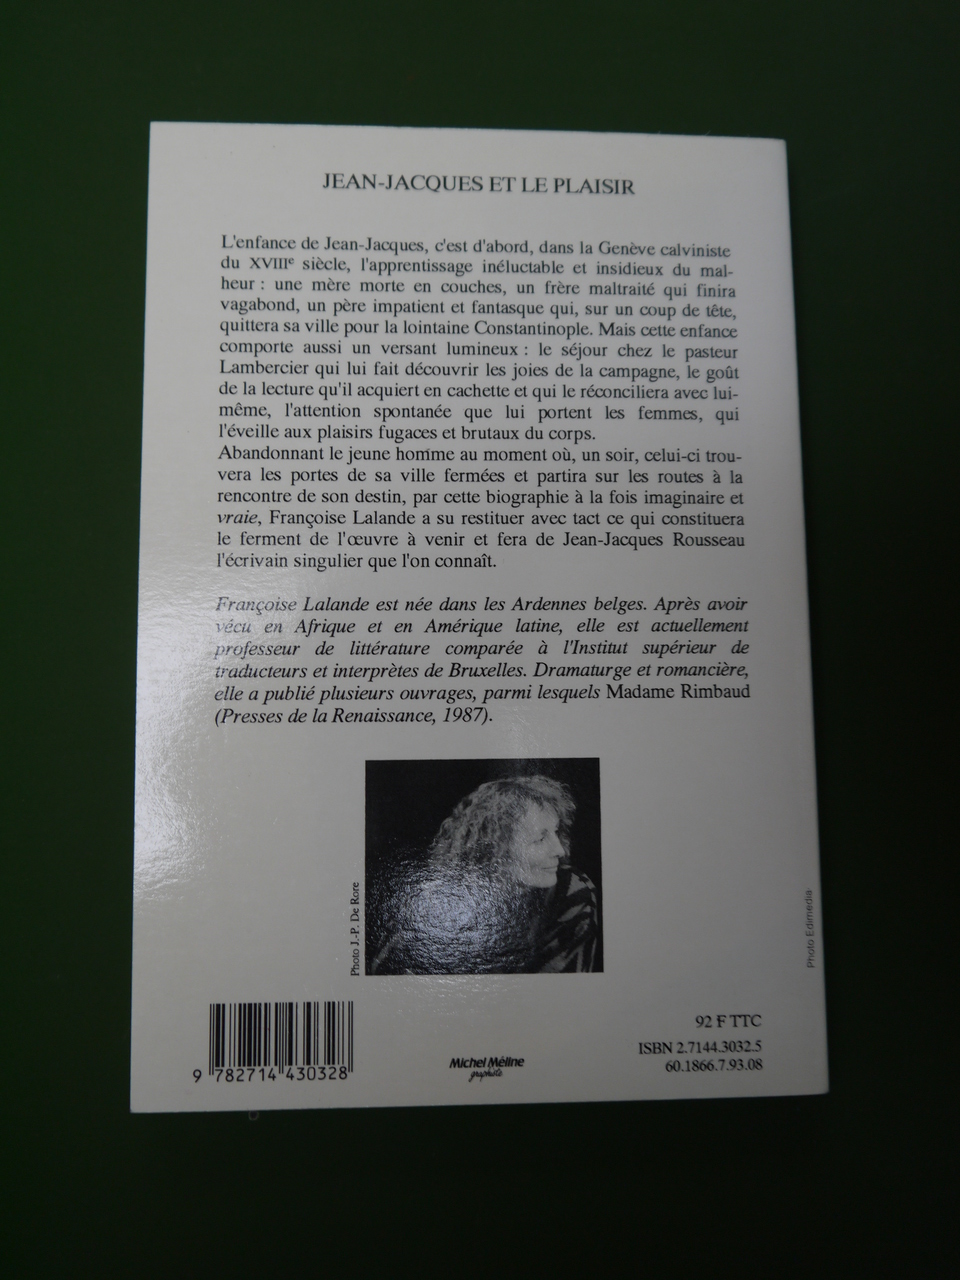 JEAN-JACQUES ET LE PLAISIR
L'enfance de Jean-Jacques, c'est d'abord, dans la Genève calviniste
du XVIIIe siècle, l'apprentissage inéluctable et insidieux du mal-
heur : une mère morte en couches, un frère maltraité qui finira
vagabond, un père impatient et fantasque qui, sur un coup de tête,
quittera sa ville pour la lointaine Constantinople. Mais cette enfance
comporte aussi un versant lumineux : le séjour chez le pasteur
Lambercier qui lui fait découvrir les joies de la campagne, le goût
de la lecture qu'il acquiert en cachette et qui le réconciliera avec lui-
même, l'attention spontanée que lui portent les femmes, qui
l'éveille aux plaisirs fugaces et brutaux du corps.
Abandonnant le jeune homme au moment où, un soir, celui-ci trou-
vera les portes de sa ville fermées et partira sur les routes à la
rencontre de son destin, par cette biographie à la fois imaginaire et
vraie, Françoise Lalande a su restituer avec tact ce qui constituera
le ferment de l'œuvre à venir et fera de Jean-Jacques Rousseau
l'écrivain singulier que l'on connaît.
Françoise Lalande est née dans les Ardennes belges. Après avoir
vécu en Afrique et en Amérique latine, elle est actuellement
professeur de littérature comparée à l'Institut supérieur de
traducteurs et interprètes de Bruxelles. Dramaturge et romancière,
elle a publié plusieurs ouvrages, parmi lesquels Madame Rimbaud
(Presses de la Renaissance, 1987).
Photo J.-P. De Rore
Photo Edimedia
9 782714 430328
Michel Méline
graphiste
92 F TTC
ISBN 2.7144.3032.5
60.1866.7.93.08